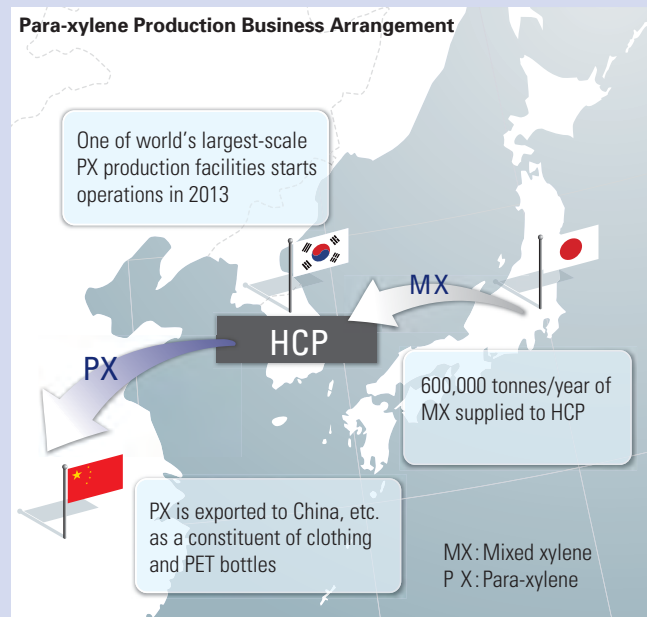 Para-xylene Production Business Arrangement
One of world's largest-scale
PX production facilities starts
operations in 2013
MX
HCP
PX
600,000 tonnes/year of
MX supplied to HCP
PX is exported to China, etc.
as a constituent of clothing
and PET bottles
MX: Mixed xylene
P X: Para-xylene